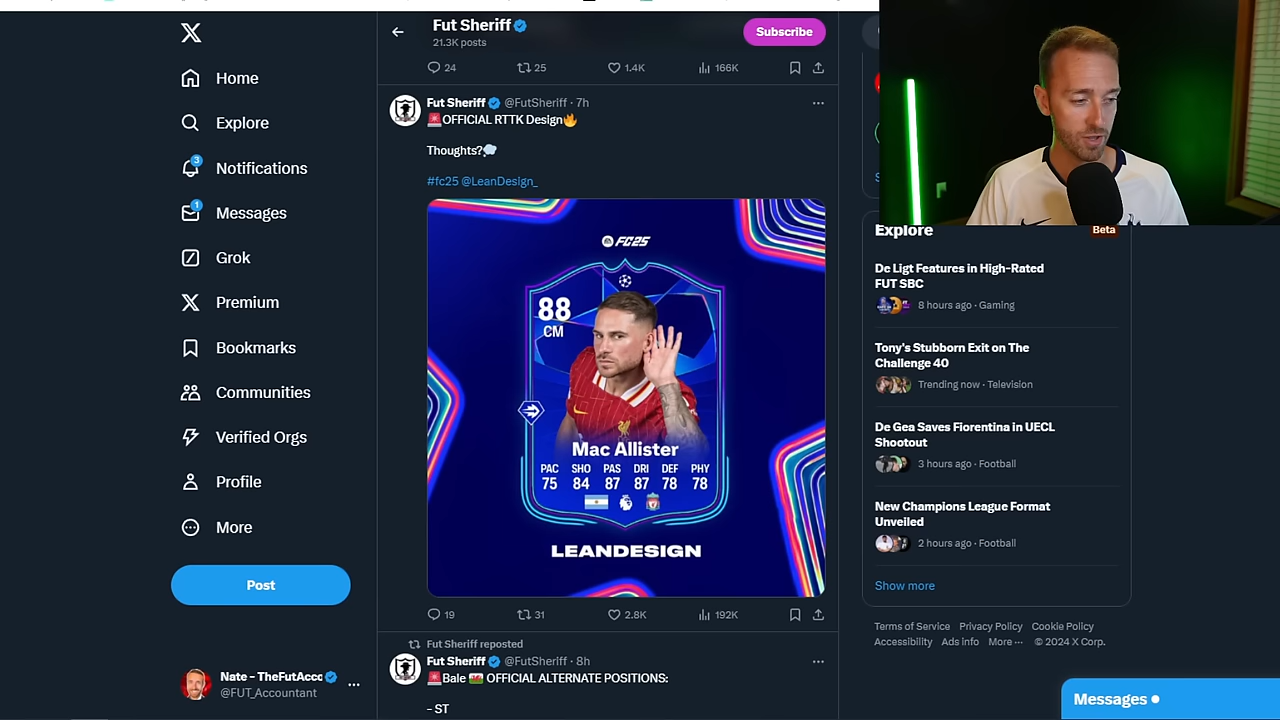 Fut Sheriff
21.3K posts
Subscribe
24
25
1.4K
166K
Home
Explore
3
Notifications
1
Messages
Grok
Premium
Bookmarks
Communities
Verified Orgs
Profile
More
Post
Nate - TheFutAcco
@FUT_Accountant
Fut Sheriff @FutSheriff · 7h
🚨OFFICIAL RTTK Design🔥
Thoughts?💭
#fc25 @LeanDesign_
FC25
88
CM
Mac Allister
PAC SHO PAS DRI DEF PHY
75 84 87 87 78 78
LEANDESIGN
19
31
2.8K
192K
Fut Sheriff reposted
Fut Sheriff @FutSheriff · 8h
🚨Bale 🏴󠁧󠁢󠁷󠁬󠁳󠁿 OFFICIAL ALTERNATE POSITIONS:
- ST
Explore
Beta
De Ligt Features in High-Rated
FUT SBC
8 hours ago · Gaming
Tony's Stubborn Exit on The
Challenge 40
Trending now · Television
De Gea Saves Fiorentina in UECL
Shootout
3 hours ago · Football
New Champions League Format
Unveiled
2 hours ago · Football
Show more
Terms of Service Privacy Policy Cookie Policy
Accessibility Ads info More ··· © 2024 X Corp.
Messages